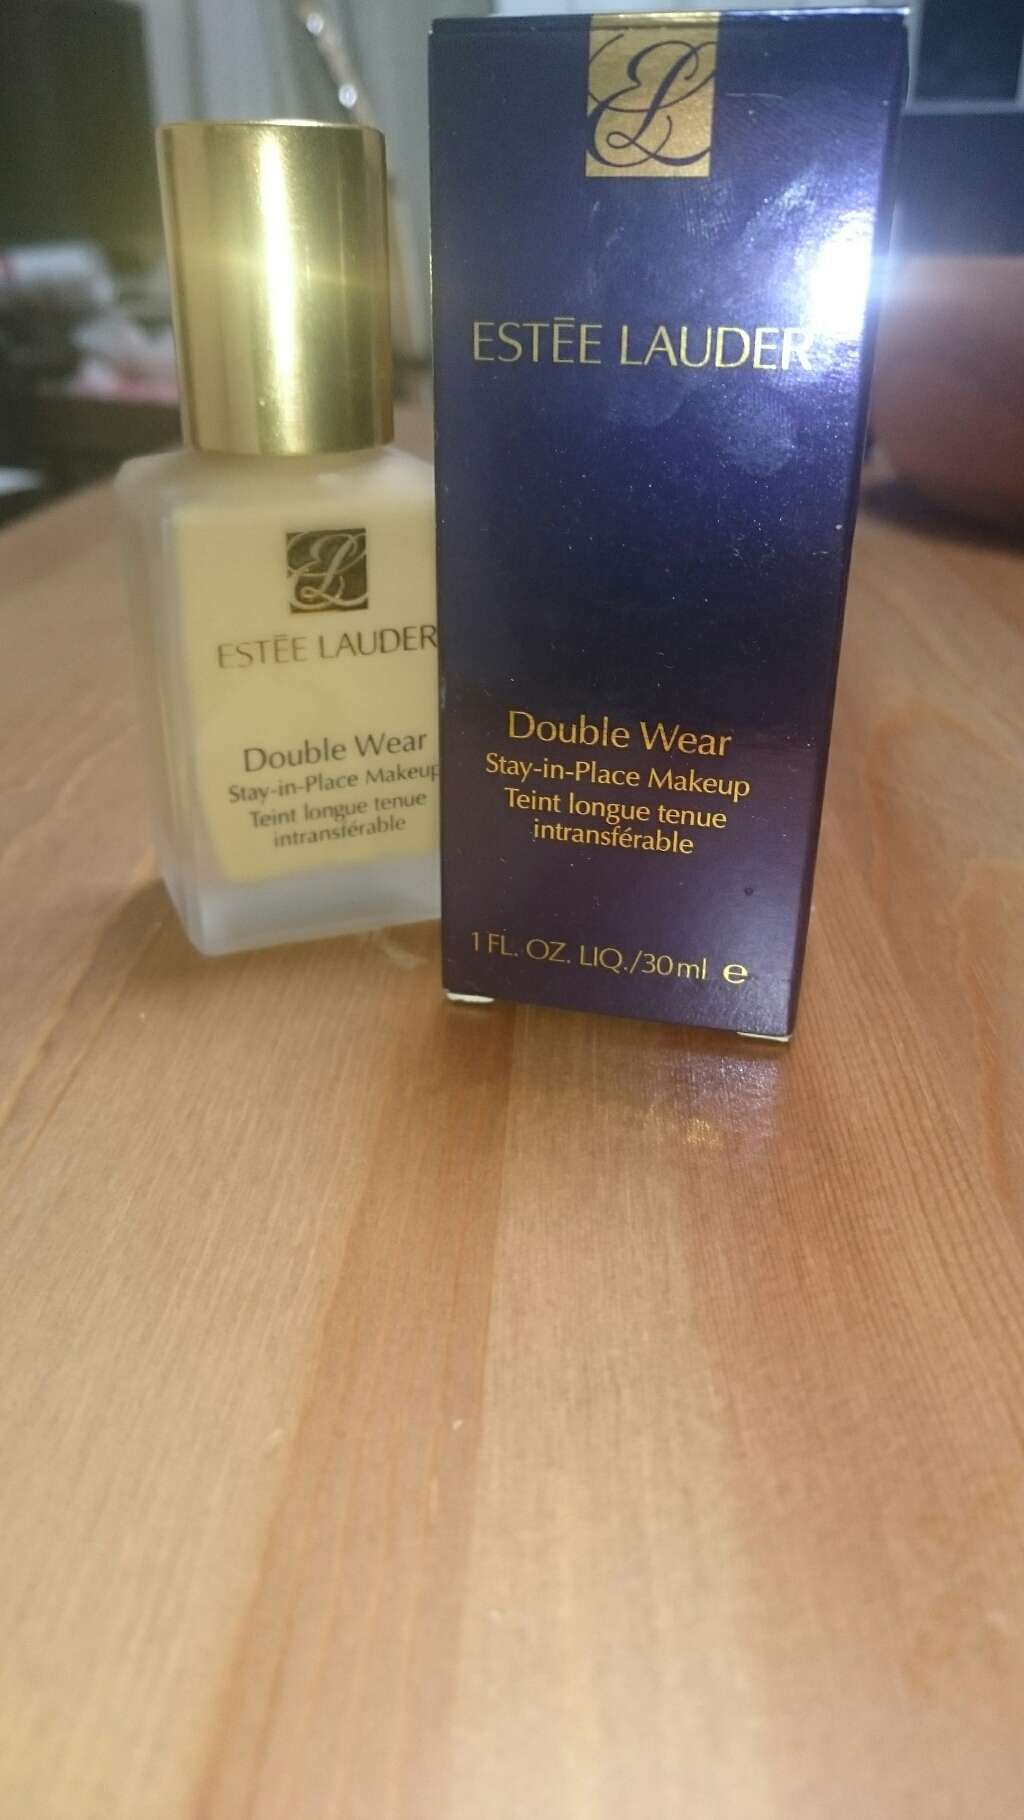 ESTĒE LAUDER
Double Wear
Stay-in-Place Makeup
Teint longue tenue
intransférable
EL
ESTĒE LAUDER
Double Wear
Stay-in-Place Makeup
Teint longue tenue
intransférable
1 FL. OZ. LIQ./30 ml e